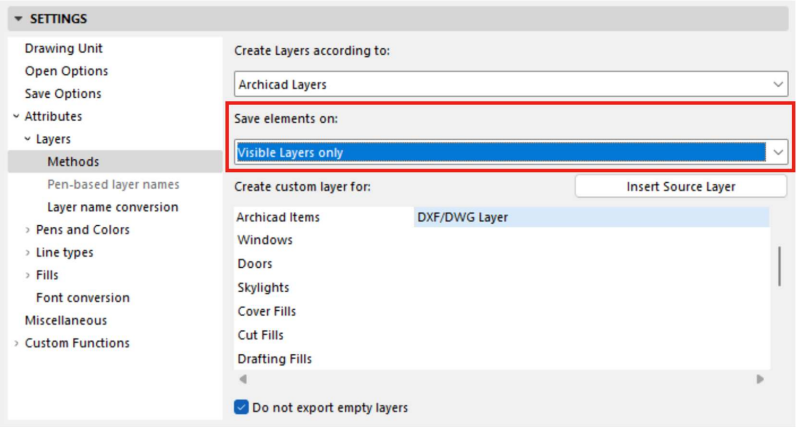 SETTINGS
Drawing Unit
Open Options
Save Options
Attributes
Layers
Methods
Pen-based layer names
Layer name conversion
Pens and Colors
Line types
Fills
Font conversion
Miscellaneous
Custom Functions
Create Layers according to:
Archicad Layers
Save elements on:
Visible Layers only
Create custom layer for:
Insert Source Layer
Archicad Items DXF/DWG Layer
Windows
Doors
Skylights
Cover Fills
Cut Fills
Drafting Fills
Do not export empty layers